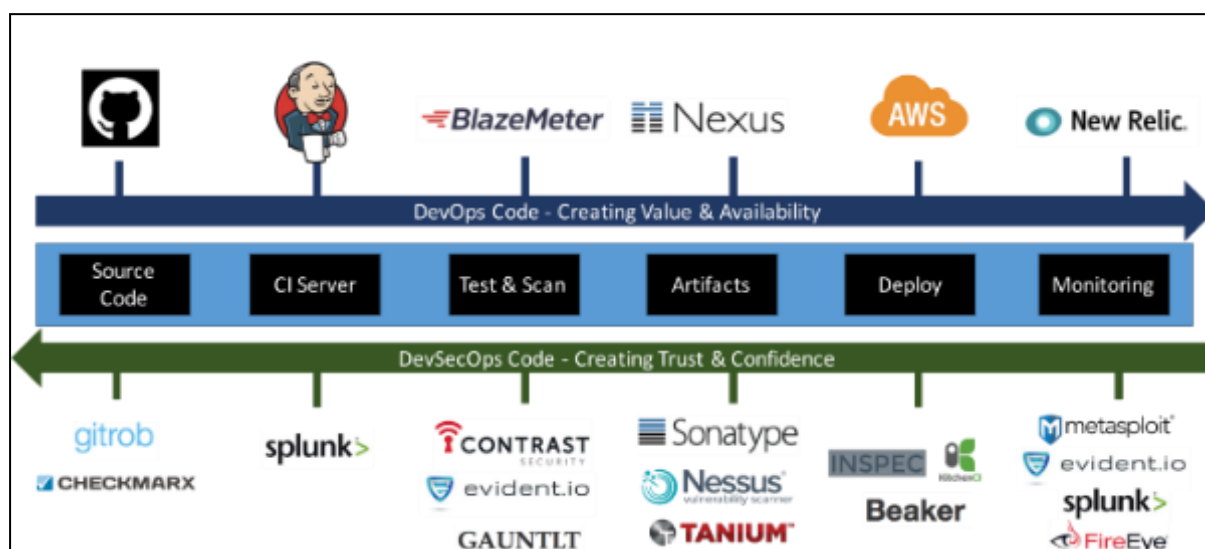 BlazeMeter
Nexus
AWS
New Relic.
DevOps Code - Creating Value & Availability
Source
Code
CI Server
Test & Scan
Artifacts
Deploy
Monitoring
DevSecOps Code - Creating Trust & Confidence
gitrob
CHECKMARX
splunk>
CONTRAST
SECURITY
evident.io
GAUNTLT
Sonatype
Nessus®
vulnerability scanner
TANIUM™
INSPEC
KitchenCI
Beaker
metasploit®
evident.io
splunk>
FireEye